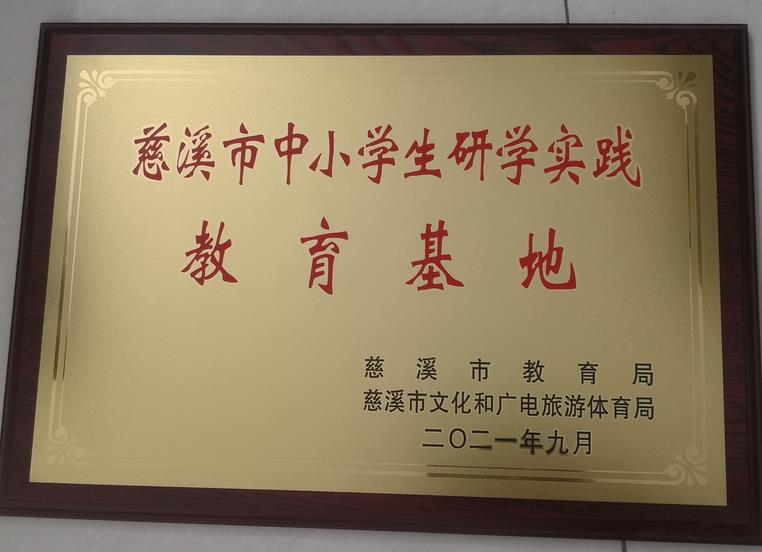 慈溪市中小学生研学实践
教育基地
慈溪市教育局
慈溪市文化和广电旅游体育局
二〇二一年九月